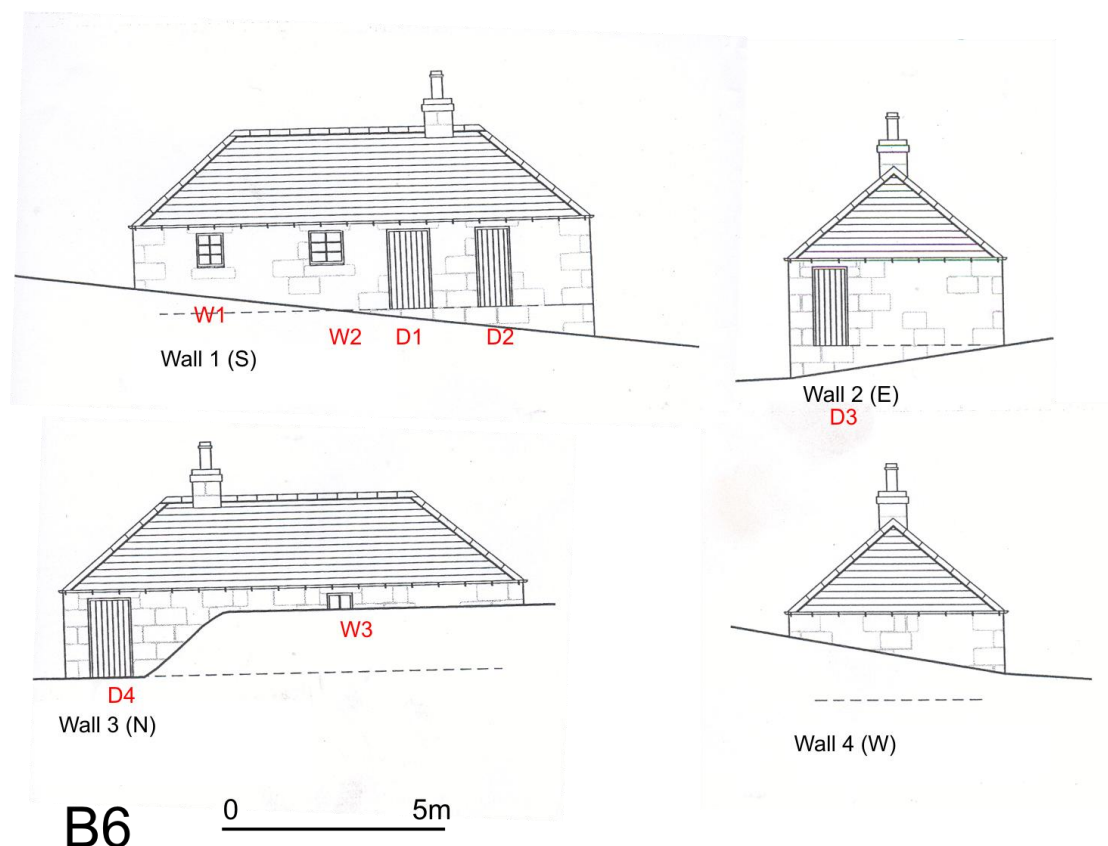 W1
W2 D1 D2
Wall 1 (S)
Wall 2 (E)
D3
W3
D4
Wall 3 (N)
Wall 4 (W)
B6
0 5m